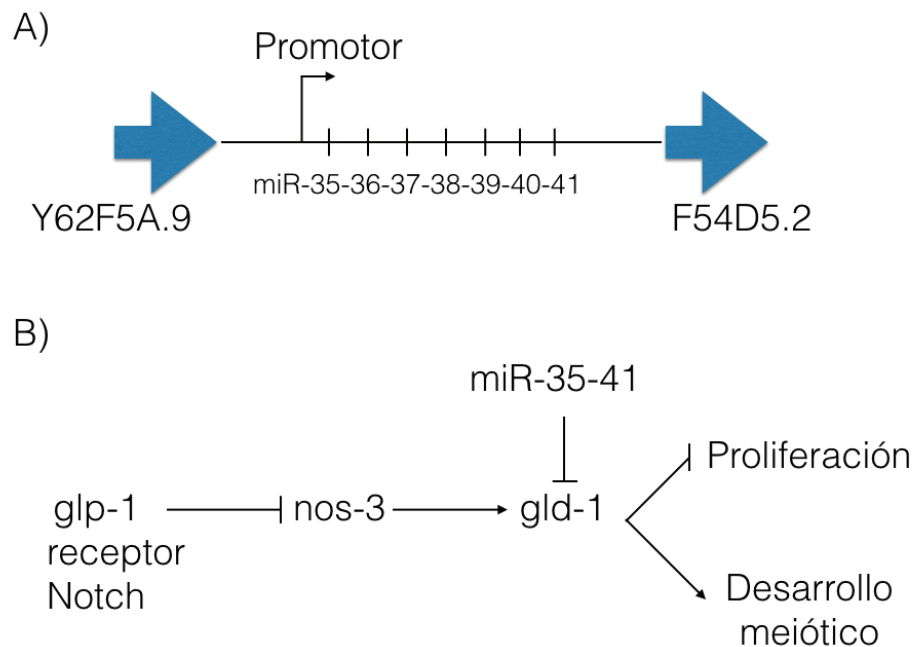 A)
Promotor
miR-35-36-37-38-39-40-41
Y62F5A.9
F54D5.2
B)
miR-35-41
Proliferación
glp-1
receptor
Notch
nos-3
gld-1
Desarrollo
meiótico